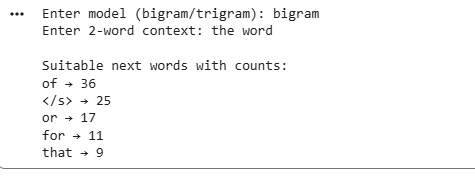 ••• Enter model (bigram/trigram): bigram
Enter 2-word context: the word
Suitable next words with counts:
of → 36
</s> → 25
or → 17
for → 11
that → 9